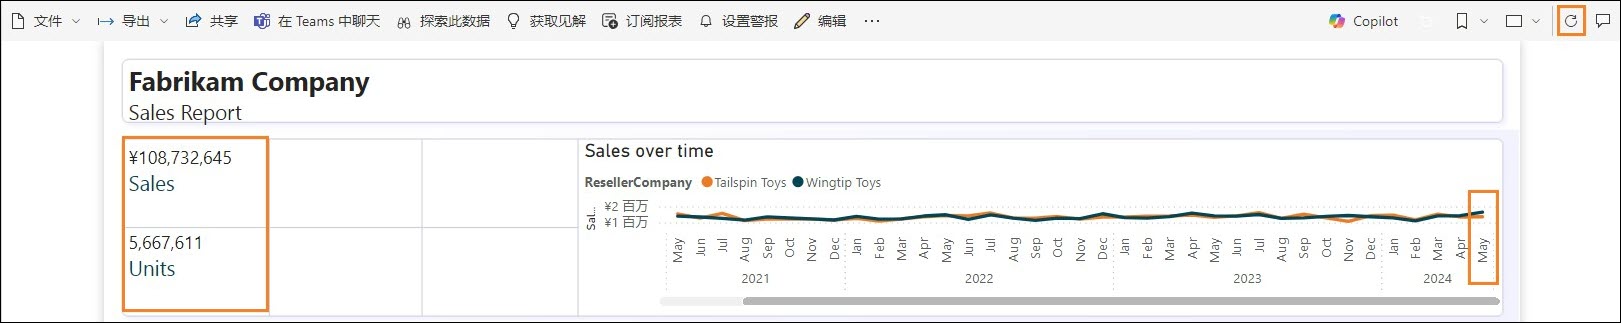 文件 导出 共享 在 Teams 中聊天 探索此数据 获取见解 订阅报表 设置警报 编辑 ··· Copilot
Fabrikam Company
Sales Report
¥108,732,645
Sales
5,667,611
Units
Sales over time
ResellerCompany Tailspin Toys Wingtip Toys
Sal...
¥2 百万
¥1 百万
May Jun Jul Aug Sep Oct Nov Dec Jan Feb Mar Apr May Jun Jul Aug Sep Oct Nov Dec Jan Feb Mar Apr May Jun Jul Aug Sep Oct Nov Dec Jan Feb Mar Apr May
2021 2022 2023 2024